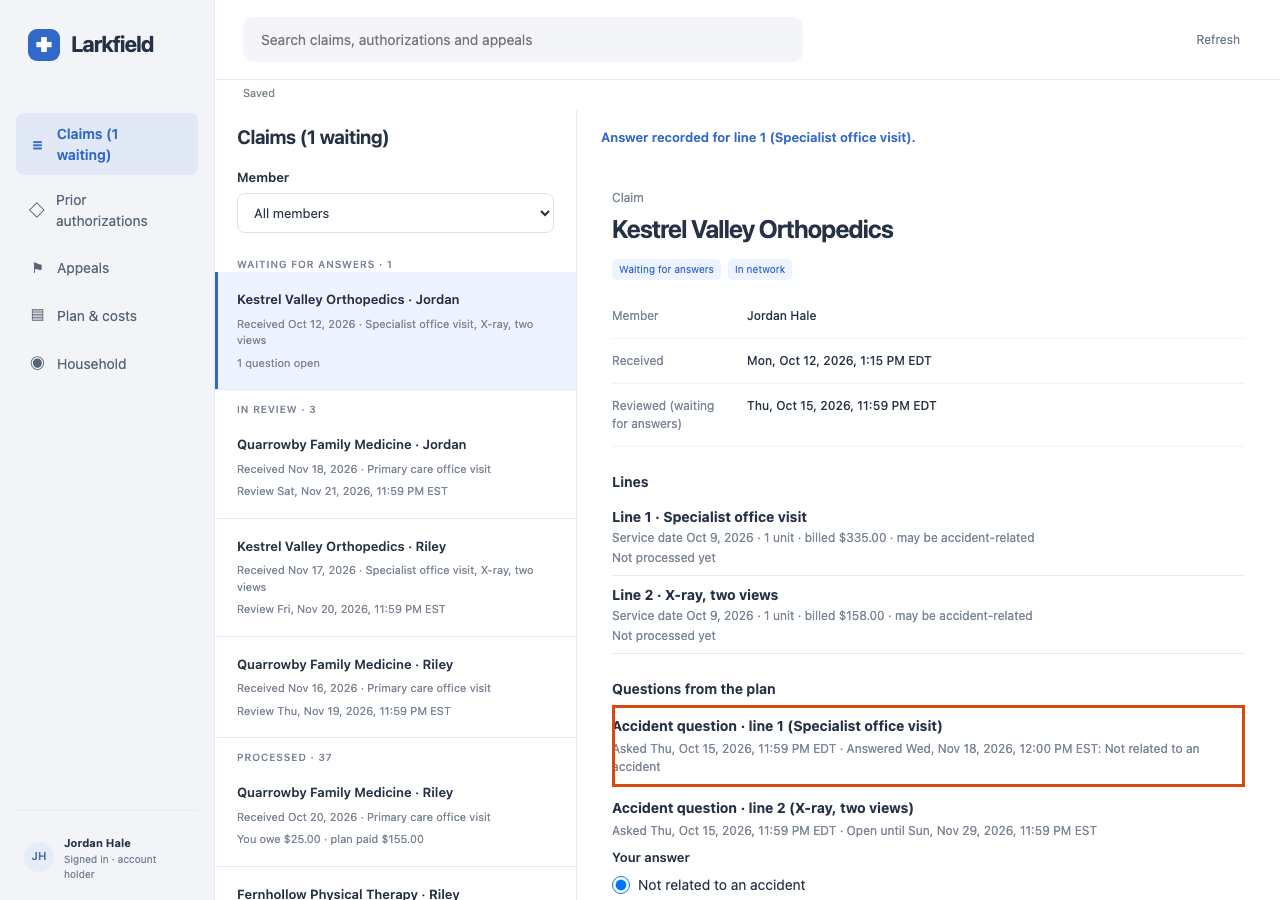 Larkfield
Search claims, authorizations and appeals
Refresh
Saved
Claims (1
waiting)
Prior
authorizations
Appeals
Plan & costs
Household
JH
Jordan Hale
Signed in · account
holder
Claims (1 waiting)
Member
All members
WAITING FOR ANSWERS · 1
Kestrel Valley Orthopedics · Jordan
Received Oct 12, 2026 · Specialist office visit, X-ray, two
views
1 question open
IN REVIEW · 3
Quarrowby Family Medicine · Jordan
Received Nov 18, 2026 · Primary care office visit
Review Sat, Nov 21, 2026, 11:59 PM EST
Kestrel Valley Orthopedics · Riley
Received Nov 17, 2026 · Specialist office visit, X-ray, two
views
Review Fri, Nov 20, 2026, 11:59 PM EST
Quarrowby Family Medicine · Riley
Received Nov 16, 2026 · Primary care office visit
Review Thu, Nov 19, 2026, 11:59 PM EST
PROCESSED · 37
Quarrowby Family Medicine · Riley
Received Oct 20, 2026 · Primary care office visit
You owe $25.00 · plan paid $155.00
Fernhollow Physical Therapy · Riley
Answer recorded for line 1 (Specialist office visit).
Claim
Kestrel Valley Orthopedics
Waiting for answers
In network
Member
Jordan Hale
Received
Mon, Oct 12, 2026, 1:15 PM EDT
Reviewed (waiting
for answers)
Thu, Oct 15, 2026, 11:59 PM EDT
Lines
Line 1 · Specialist office visit
Service date Oct 9, 2026 · 1 unit · billed $335.00 · may be accident-related
Not processed yet
Line 2 · X-ray, two views
Service date Oct 9, 2026 · 1 unit · billed $158.00 · may be accident-related
Not processed yet
Questions from the plan
Accident question · line 1 (Specialist office visit)
Asked Thu, Oct 15, 2026, 11:59 PM EDT · Answered Wed, Nov 18, 2026, 12:00 PM EST: Not related to an
accident
Accident question · line 2 (X-ray, two views)
Asked Thu, Oct 15, 2026, 11:59 PM EDT · Open until Sun, Nov 29, 2026, 11:59 PM EST
Your answer
Not related to an accident